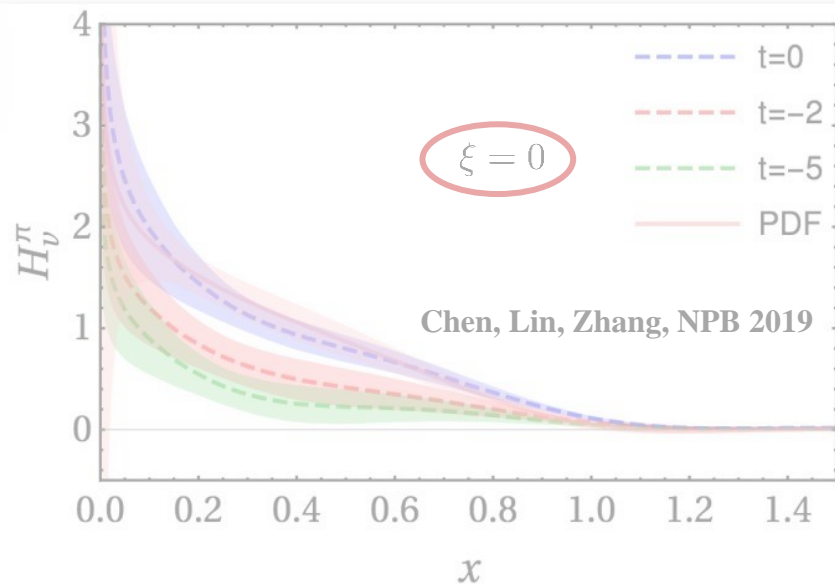 4
3
2
1
0
H_v^π
t=0
t=−2
t=−5
PDF
ξ = 0
Chen, Lin, Zhang, NPB 2019
0.0 0.2 0.4 0.6 0.8 1.0 1.2 1.4
x